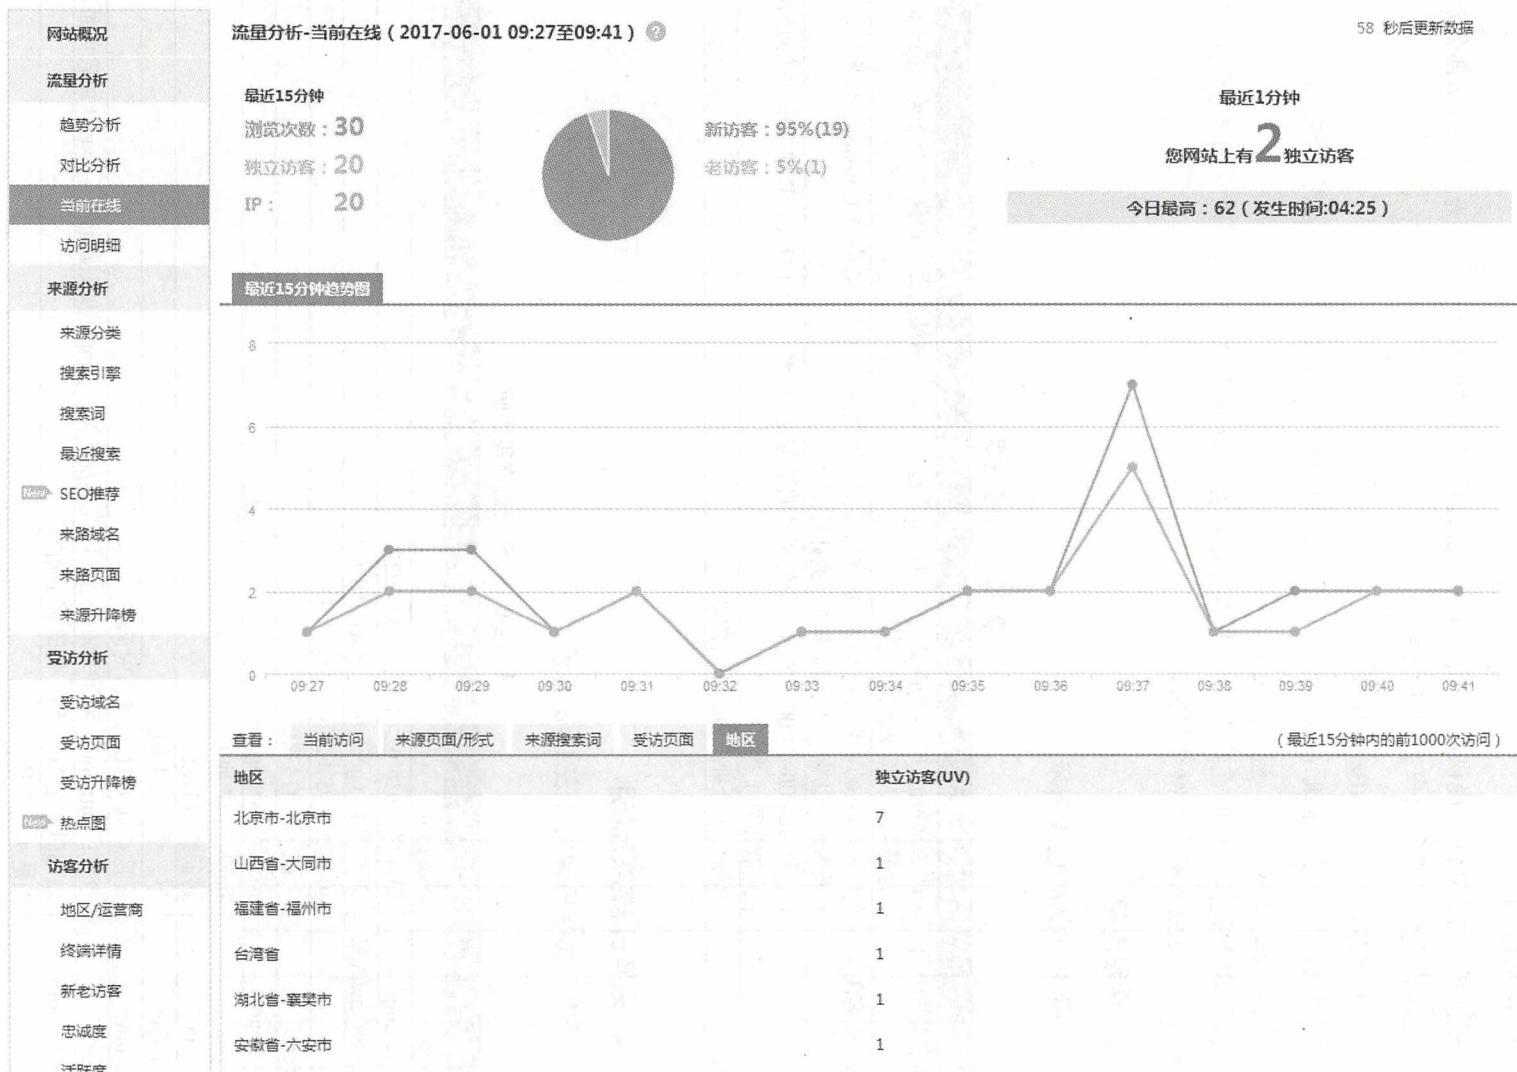 网站概况
流量分析
趋势分析
对比分析
当前在线
访问明细
来源分析
来源分类
搜索引擎
搜索词
最近搜索
New SEO推荐
来路域名
来路页面
来源升降榜
受访分析
受访域名
受访页面
受访升降榜
New 热点图
访客分析
地区/运营商
终端详情
新老访客
忠诚度
活跃度
流量分析-当前在线 ( 2017-06-01 09:27至09:41 ) ?
58 秒后更新数据
最近15分钟
浏览次数：30
独立访客：20
IP： 20
新访客：95%(19)
老访客：5%(1)
最近1分钟
您网站上有2独立访客
今日最高：62 ( 发生时间:04:25 )
最近15分钟趋势图
8
6
4
2
0
09:27 09:28 09:29 09:30 09:31 09:32 09:33 09:34 09:35 09:36 09:37 09:38 09:39 09:40 09:41
查看： 当前访问 来源页面/形式 来源搜索词 受访页面 地区 ( 最近15分钟内的前1000次访问 )
地区 独立访客(UV)
北京市-北京市 7
山西省-大同市 1
福建省-福州市 1
台湾省 1
湖北省-襄樊市 1
安徽省-六安市 1